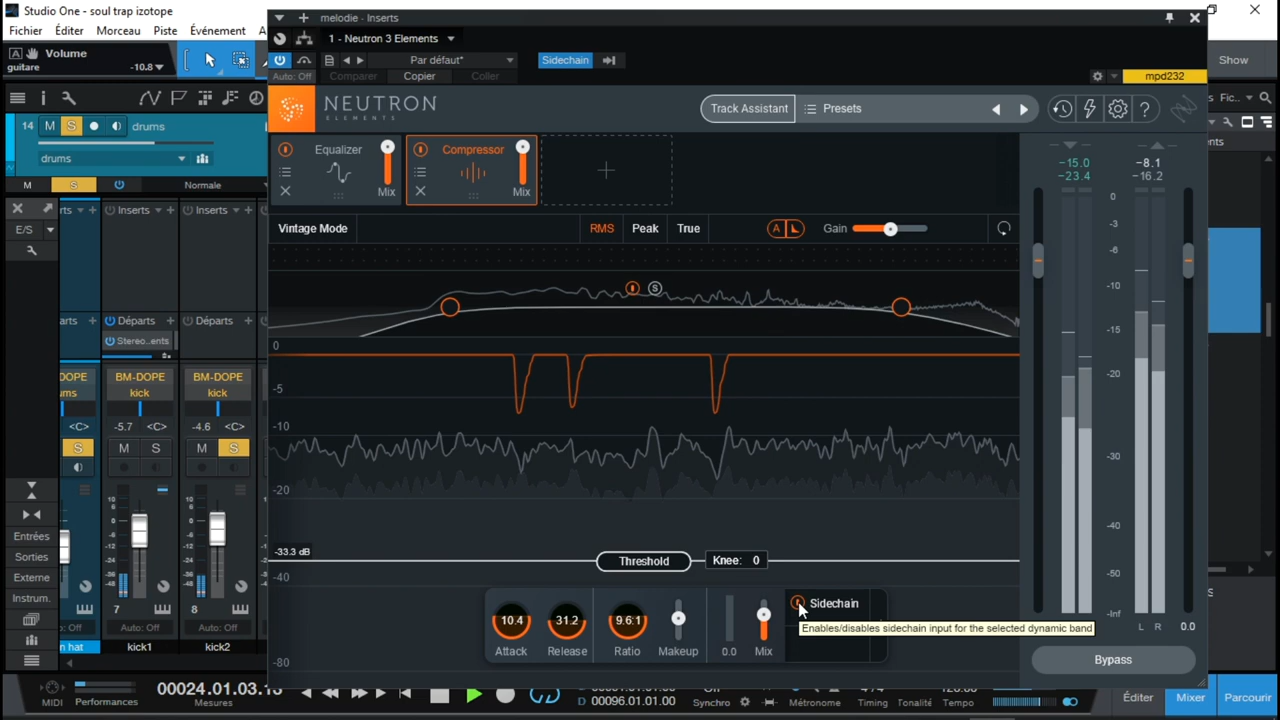 Studio One - soul trap izotope
Fichier Éditer Morceau Piste Événement A
A Volume
guitare -10.8
14 M S drums
drums
M S Normale
E/S
rts Inserts Inserts
arts Départs Départs
Stereo..ents
DOPE BM-DOPE BM-DOPE
ums kick kick
-5.7 <C> -4.6 <C>
<C>
S M S M S
7 8
: Off Auto: Off Auto: Off
n hat kick1 kick2
Entrées
Sorties
Externe
Instrum.
melodie - Inserts
1 - Neutron 3 Elements
Par défaut* Sidechain
Auto: Off Comparer Copier Coller
mpd232
NEUTRON
ELEMENTS
Track Assistant Presets
?
Equalizer Mix
Compressor Mix
+
Vintage Mode RMS Peak True A Gain
S
0
-5
-10
-20
-33.3 dB
-40
-80
Threshold Knee: 0
10.4 31.2 9.6:1
Attack Release Ratio Makeup 0.0 Mix
Sidechain
Enables/disables sidechain input for the selected dynamic band
-15.0 -8.1
-23.4 -16.2
0
-3
-6
-10
-15
-20
-30
-40
-50
-Inf
L R 0.0
Bypass
Show
Fic..
nts
MIDI Performances
00024.01.03.13
Mesures
D 00096.01.01.00
Synchro Métronome Timing Tonalité Tempo
Éditer Mixer Parcourir